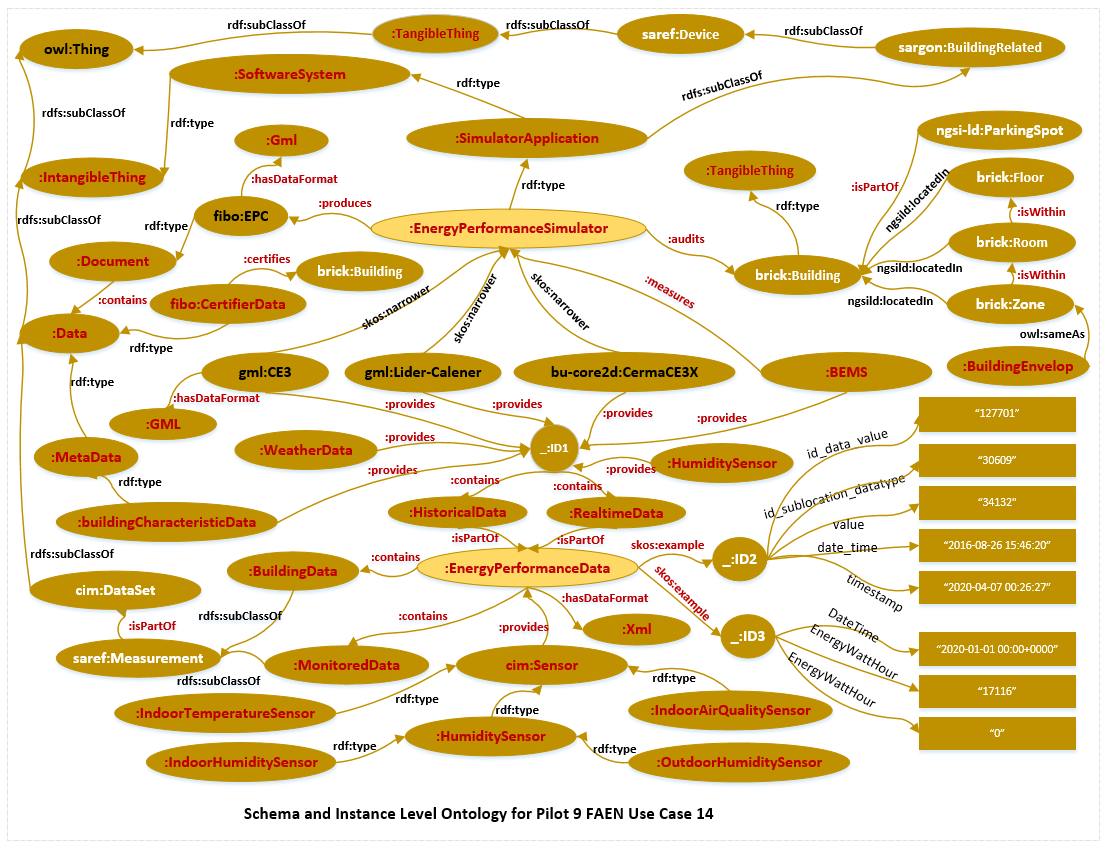 rdf:subClassOf
rdfs:subClassOf
rdf:subClassOf
owl:Thing
:TangibleThing
saref:Device
sargon:BuildingRelated
:SoftwareSystem
rdf:type
rdfs:subClassOf
rdfs:subClassOf
rdf:type
:Gml
:SimulatorApplication
ngsi-ld:ParkingSpot
:IntangibleThing
:hasDataFormat
rdf:type
:TangibleThing
:isPartOf
ngsild:locatedIn
brick:Floor
rdfs:subClassOf
rdf:type
fibo:EPC
:produces
:EnergyPerformanceSimulator
rdf:type
:isWithin
:audits
brick:Room
:Document
:certifies
brick:Building
brick:Building
ngsild:locatedIn
:isWithin
:contains
fibo:CertifierData
skos:narrower
skos:narrower
skos:narrower
:measures
ngsild:locatedIn
brick:Zone
:Data
rdf:type
owl:sameAs
rdf:type
gml:CE3
gml:Lider-Calener
bu-core2d:CermaCE3X
:BEMS
:BuildingEnvelop
:hasDataFormat
:provides
:provides
:provides
:provides
:GML
“127701”
:WeatherData
:provides
_:ID1
id_data_value
:MetaData
:provides
:provides
:HumiditySensor
“30609”
rdf:type
:contains
:contains
id_sublocation_datatype
“34132”
:buildingCharacteristicData
:HistoricalData
:RealtimeData
value
:isPartOf
:isPartOf
skos:example
date_time
“2016-08-26 15:46:20”
rdfs:subClassOf
:BuildingData
:contains
:EnergyPerformanceData
skos:example
_:ID2
timestamp
“2020-04-07 00:26:27”
cim:DataSet
rdfs:subClassOf
:contains
:hasDataFormat
:isPartOf
:provides
:Xml
_:ID3
DateTime
EnergyWattHour
“2020-01-01 00:00+0000”
saref:Measurement
:MonitoredData
cim:Sensor
rdfs:subClassOf
rdf:type
EnergyWattHour
“17116”
:IndoorTemperatureSensor
rdf:type
rdf:type
:IndoorAirQualitySensor
“0”
rdf:type
:HumiditySensor
rdf:type
:IndoorHumiditySensor
:OutdoorHumiditySensor
Schema and Instance Level Ontology for Pilot 9 FAEN Use Case 14